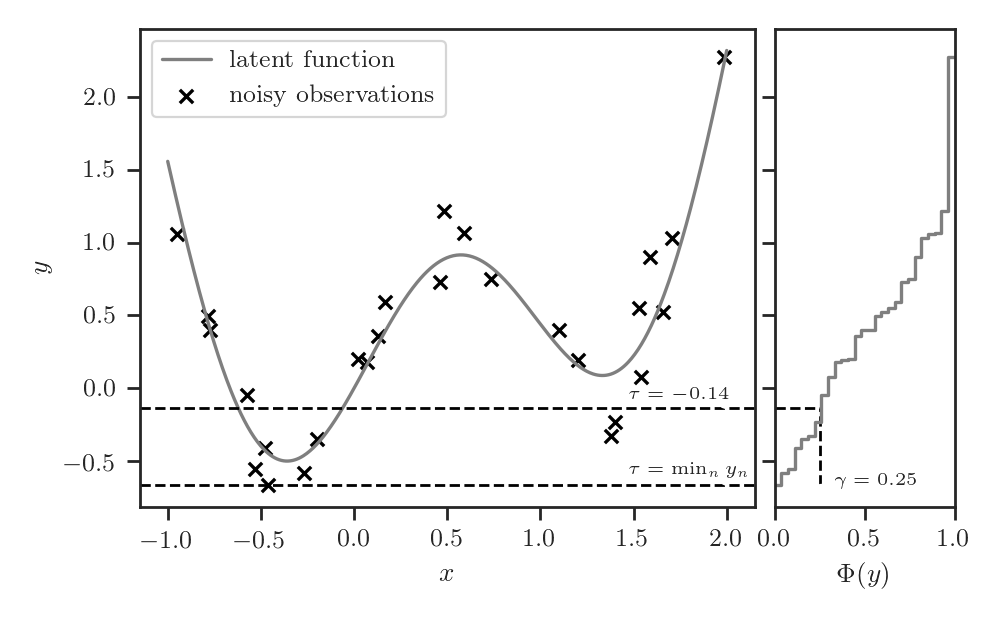 latent function
noisy observations
y
2.0
1.5
1.0
0.5
0.0
−0.5
τ = −0.14
τ = minₙ yₙ
γ = 0.25
−1.0 −0.5 0.0 0.5 1.0 1.5 2.0
x
0.0 0.5 1.0
Φ(y)